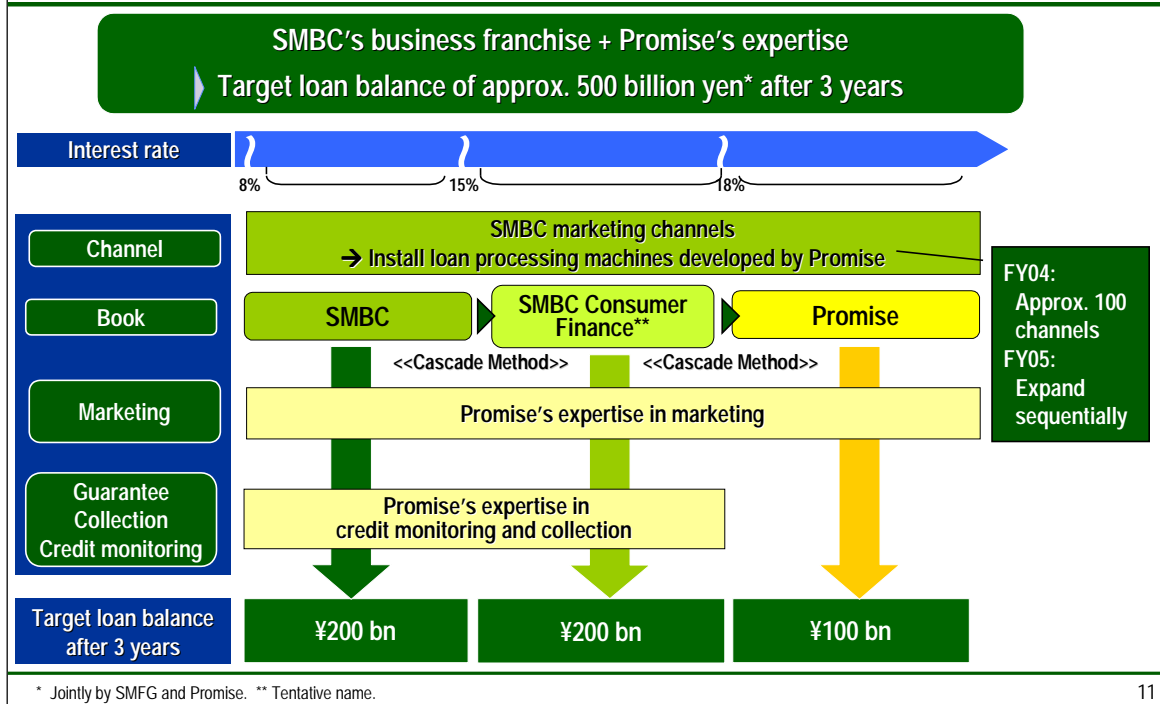 SMBC's business franchise + Promise's expertise
Target loan balance of approx. 500 billion yen* after 3 years
Interest rate
8%
15%
18%
Channel
SMBC marketing channels
→ Install loan processing machines developed by Promise
FY04:
Approx. 100
channels
FY05:
Expand
sequentially
Book
SMBC
SMBC Consumer
Finance**
Promise
<<Cascade Method>>
<<Cascade Method>>
Marketing
Promise's expertise in marketing
Guarantee
Collection
Credit monitoring
Promise's expertise in
credit monitoring and collection
Target loan balance
after 3 years
¥200 bn
¥200 bn
¥100 bn
* Jointly by SMFG and Promise. ** Tentative name.
11